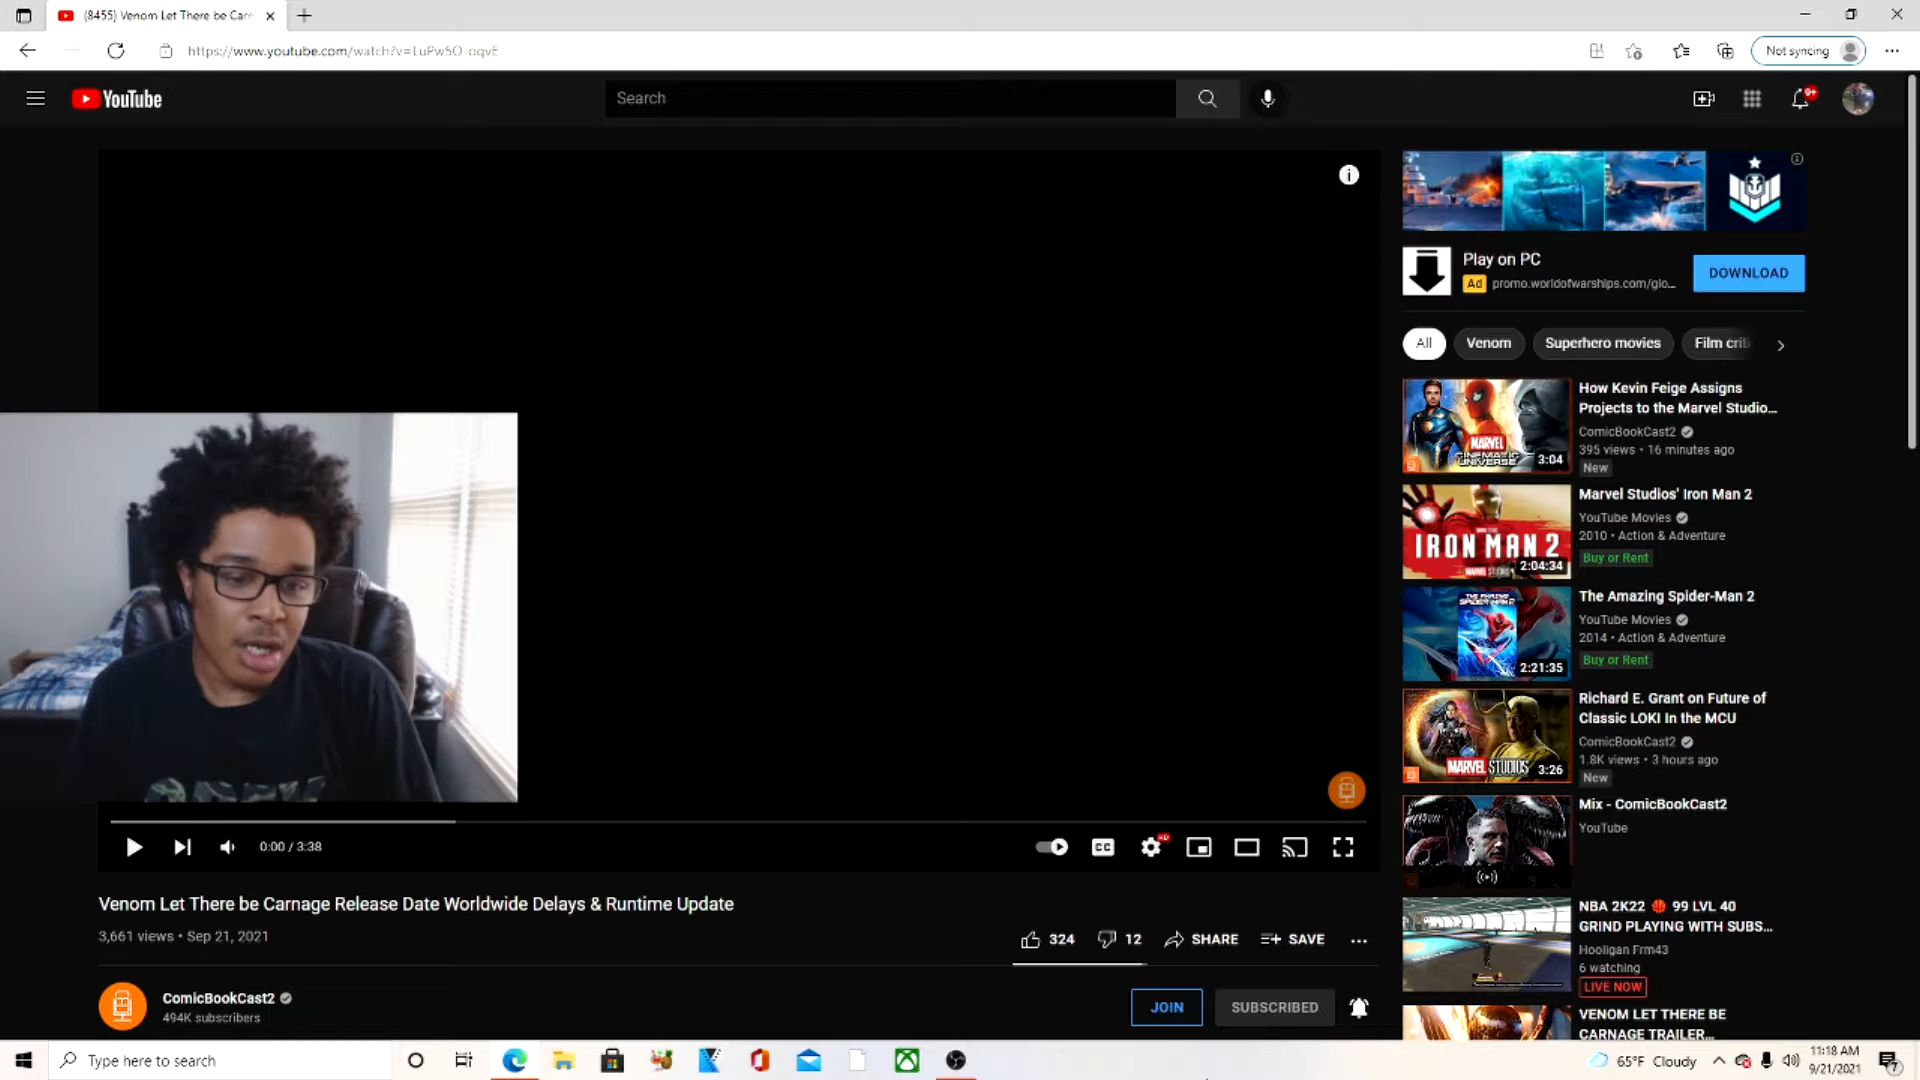 (8455) Venom Let There be Carn
https://www.youtube.com/watch?v=LuPw5O-oqvE
Not syncing
YouTube
Search
9+
Play on PC
Ad promo.worldofwarships.com/glo...
DOWNLOAD
All
Venom
Superhero movies
Film criti
How Kevin Feige Assigns
Projects to the Marvel Studio...
ComicBookCast2
395 views • 16 minutes ago
New
MARVEL
CINEMATIC
UNIVERSE
3:04
Marvel Studios' Iron Man 2
YouTube Movies
2010 • Action & Adventure
Buy or Rent
IRON MAN 2
2:04:34
The Amazing Spider-Man 2
YouTube Movies
2014 • Action & Adventure
Buy or Rent
2:21:35
Richard E. Grant on Future of
Classic LOKI In the MCU
ComicBookCast2
1.8K views • 3 hours ago
New
MARVEL STUDIOS
3:26
Mix - ComicBookCast2
YouTube
NBA 2K22 🏀 99 LVL 40
GRIND PLAYING WITH SUBS...
Hooligan Frm43
6 watching
LIVE NOW
VENOM LET THERE BE
CARNAGE TRAILER...
0:00 / 3:38
CC
HD
Venom Let There be Carnage Release Date Worldwide Delays & Runtime Update
3,661 views • Sep 21, 2021
324
12
SHARE
SAVE
ComicBookCast2
494K subscribers
JOIN
SUBSCRIBED
Type here to search
65°F Cloudy
11:18 AM
9/21/2021
7